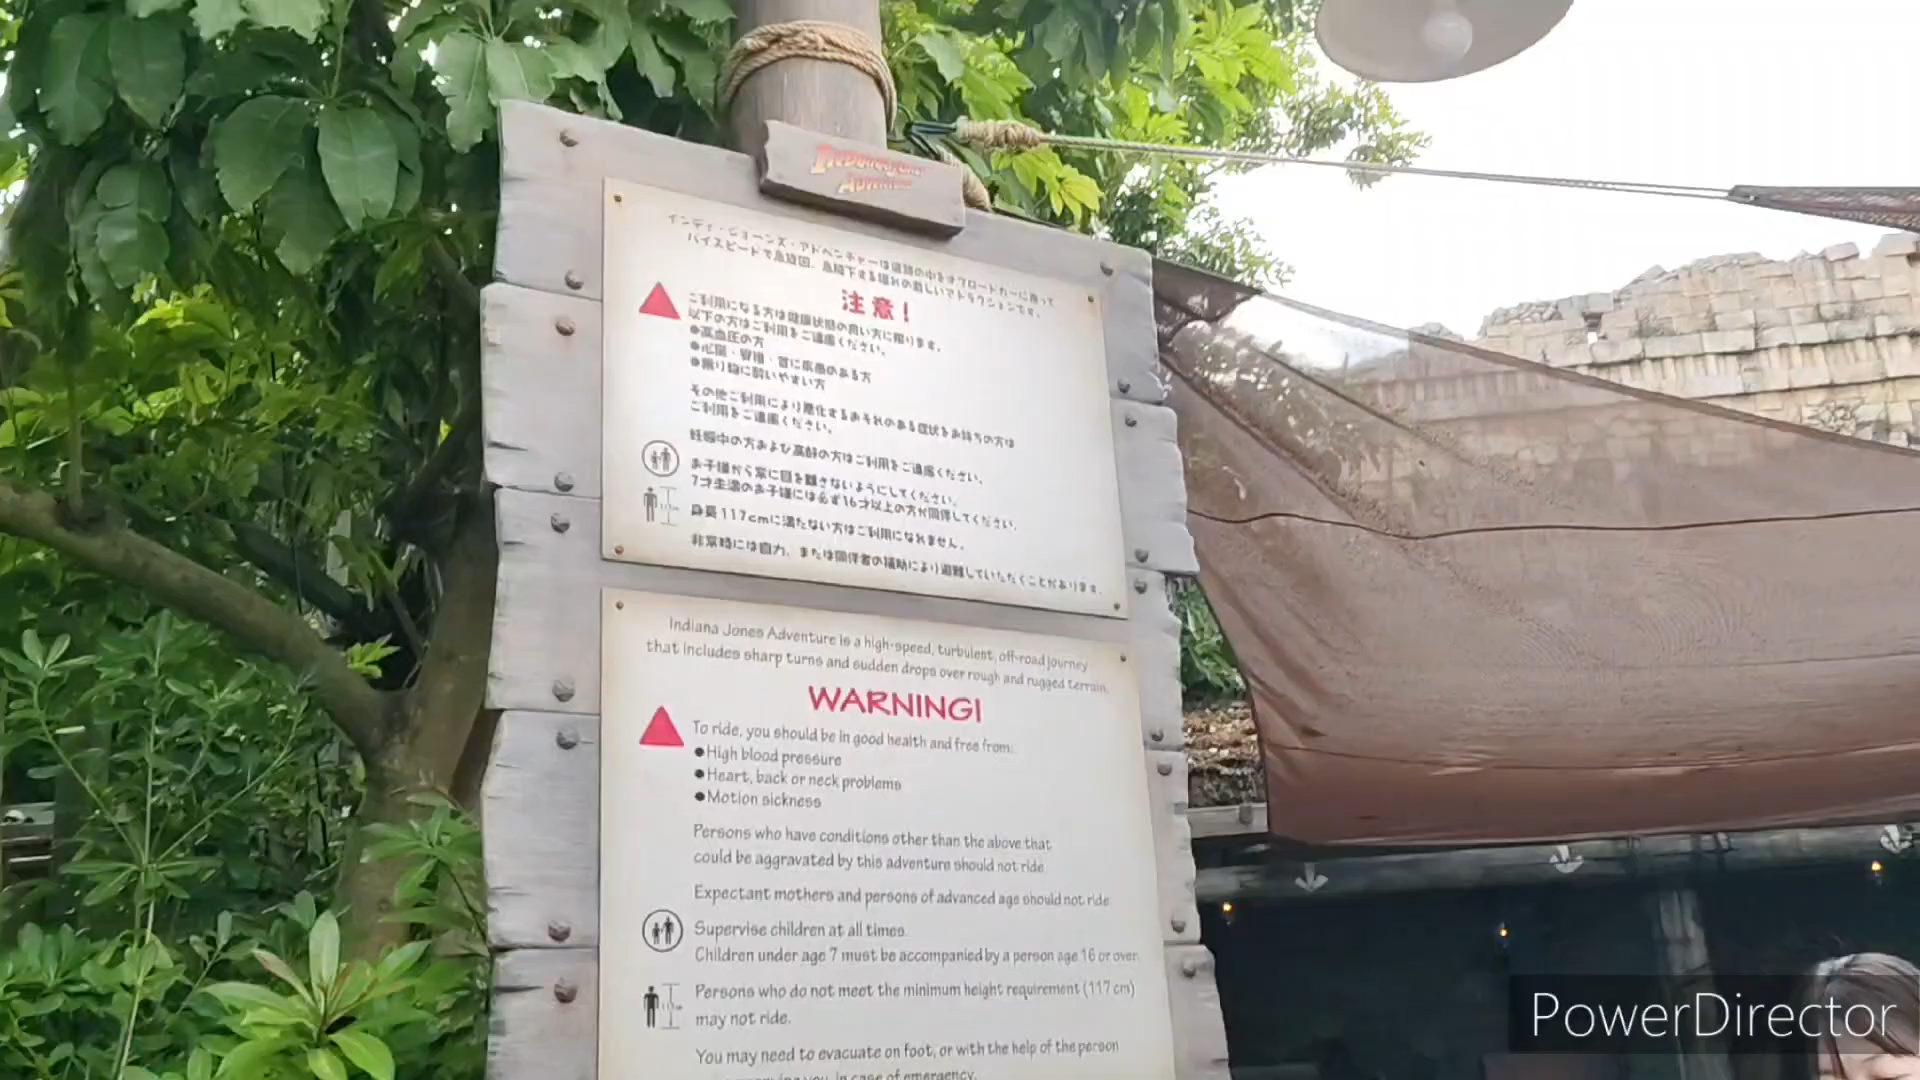 INDIANA JONES
ADVENTURE
インディ・ジョーンズ・アドベンチャーは遺跡の中をオフロードカーに乗って
ハイスピードで急旋回、急降下する揺れの激しいアトラクションです。
注意!
ご利用になる方は健康状態の良い方に限ります。
以下の方はご利用をご遠慮ください。
●高血圧の方
●心臓・脊椎・首に疾患のある方
●乗り物に酔いやすい方
その他ご利用により悪化するおそれのある症状をお持ちの方は
ご利用をご遠慮ください。
妊娠中の方および高齢の方はご利用をご遠慮ください。
お子様から常に目を離さないようにしてください。
7才未満のお子様には必ず16才以上の方が同伴してください。
身長117cmに満たない方はご利用になれません。
非常時には自力、または同伴者の補助により避難していただくことがあります。
Indiana Jones Adventure is a high-speed, turbulent, off-road journey
that includes sharp turns and sudden drops over rough and rugged terrain.
WARNING!
To ride, you should be in good health and free from:
●High blood pressure
●Heart, back or neck problems
●Motion sickness
Persons who have conditions other than the above that
could be aggravated by this adventure should not ride
Expectant mothers and persons of advanced age should not ride
Supervise children at all times.
Children under age 7 must be accompanied by a person age 16 or over.
Persons who do not meet the minimum height requirement (117 cm)
may not ride.
You may need to evacuate on foot, or with the help of the person
you, in case of emergency.
PowerDirector